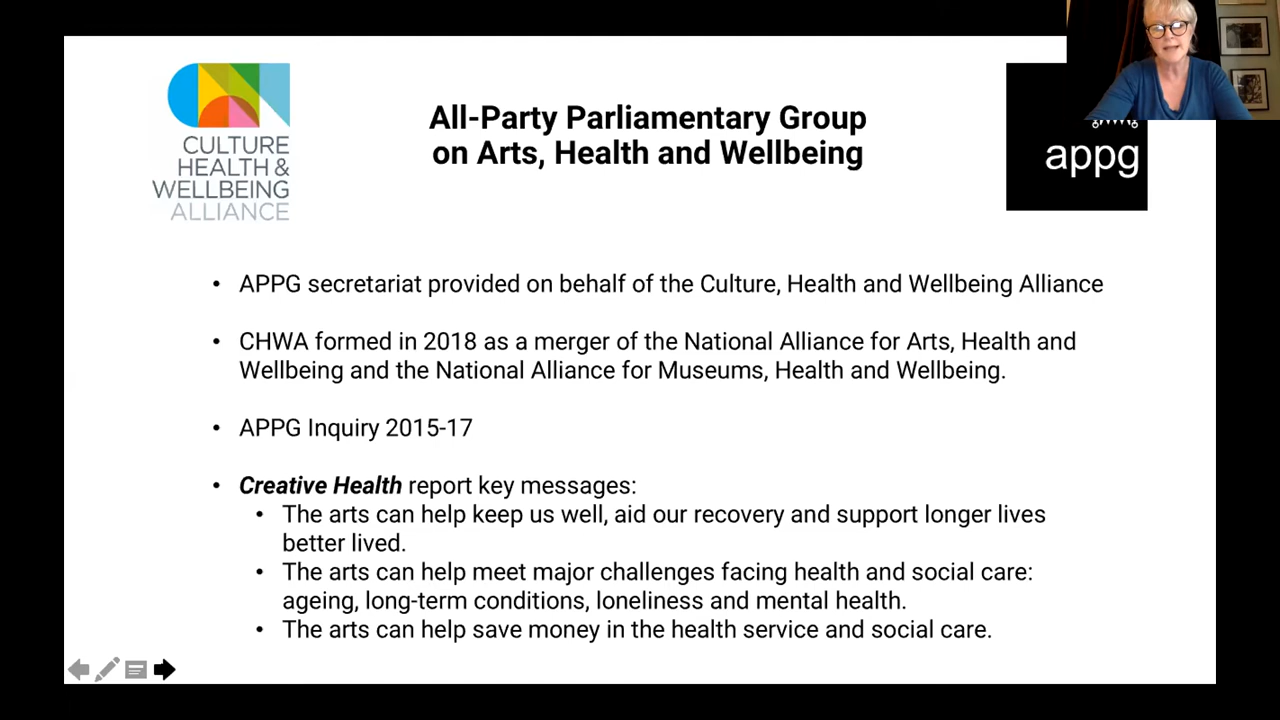 CULTURE
HEALTH &
WELLBEING
ALLIANCE
All-Party Parliamentary Group
on Arts, Health and Wellbeing
appg
• APPG secretariat provided on behalf of the Culture, Health and Wellbeing Alliance
• CHWA formed in 2018 as a merger of the National Alliance for Arts, Health and
Wellbeing and the National Alliance for Museums, Health and Wellbeing.
• APPG Inquiry 2015-17
• Creative Health report key messages:
• The arts can help keep us well, aid our recovery and support longer lives
better lived.
• The arts can help meet major challenges facing health and social care:
ageing, long-term conditions, loneliness and mental health.
• The arts can help save money in the health service and social care.